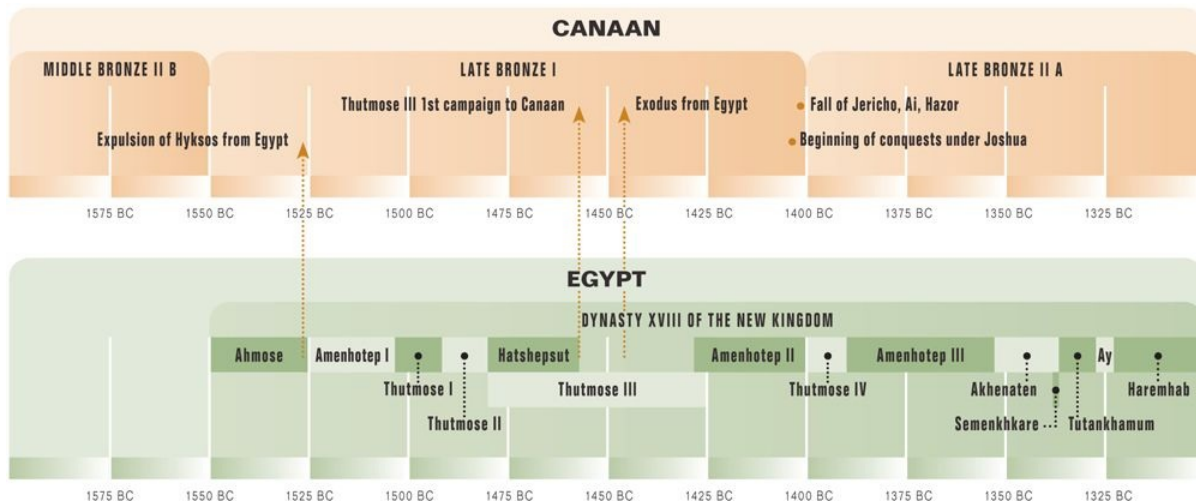 CANAAN
MIDDLE BRONZE II B
LATE BRONZE I
LATE BRONZE II A
Thutmose III 1st campaign to Canaan
Exodus from Egypt
Fall of Jericho, Ai, Hazor
Expulsion of Hyksos from Egypt
Beginning of conquests under Joshua
1575 BC 1550 BC 1525 BC 1500 BC 1475 BC 1450 BC 1425 BC 1400 BC 1375 BC 1350 BC 1325 BC
EGYPT
DYNASTY XVIII OF THE NEW KINGDOM
Ahmose Amenhotep I Hatshepsut Amenhotep II Amenhotep III Ay
Thutmose I Thutmose III Thutmose IV Akhenaten Haremhab
Thutmose II Semenkhkare Tutankhamum
1575 BC 1550 BC 1525 BC 1500 BC 1475 BC 1450 BC 1425 BC 1400 BC 1375 BC 1350 BC 1325 BC